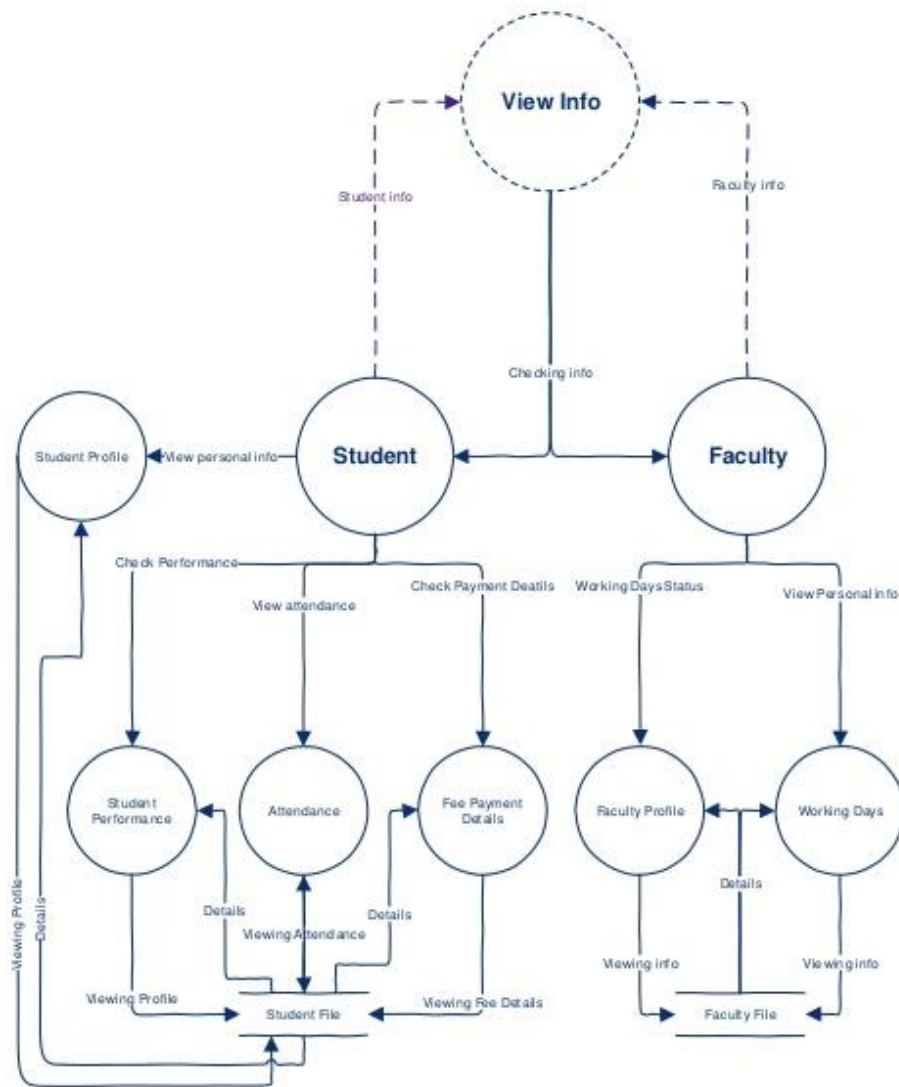 View Info
Student info
Faculty info
Checking info
Student Profile
View personal info
Student
Faculty
Check Performance
View attendance
Check Payment Deatils
Working Days Status
View Personal info
Student
Performance
Attendance
Fee Payment
Details
Faculty Profile
Working Days
Viewing Profile
Details
Details
Viewing Attendance
Details
Details
Viewing Profile
Viewing Fee Details
Viewing info
Viewing info
Student File
Faculty File